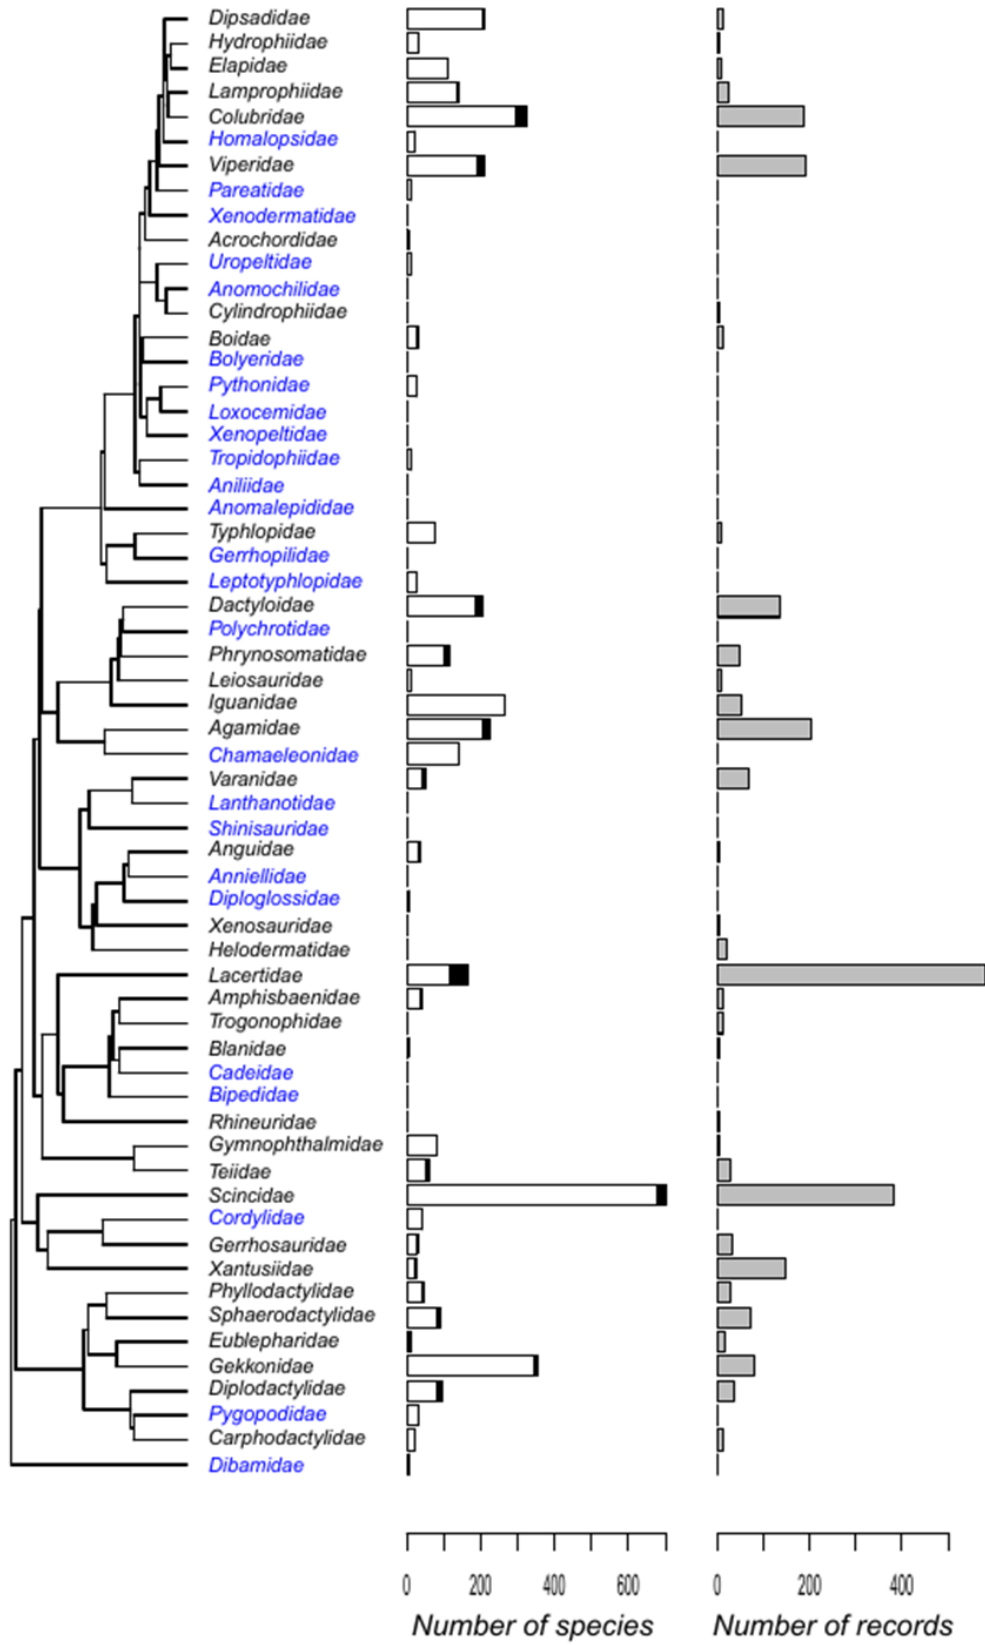 Dipsadidae
Hydrophiidae
Elapidae
Lamprophiidae
Colubridae
Homalopsidae
Viperidae
Pareatidae
Xenodermatidae
Acrochordidae
Uropeltidae
Anomochilidae
Cylindrophiidae
Boidae
Bolyeridae
Pythonidae
Loxocemidae
Xenopeltidae
Tropidophiidae
Aniliidae
Anomalepididae
Typhlopidae
Gerrhopilidae
Leptotyphlopidae
Dactyloidae
Polychrotidae
Phrynosomatidae
Leiosauridae
Iguanidae
Agamidae
Chamaeleonidae
Varanidae
Lanthanotidae
Shinisauridae
Anguidae
Anniellidae
Diploglossidae
Xenosauridae
Helodermatidae
Lacertidae
Amphisbaenidae
Trogonophidae
Blanidae
Cadeidae
Bipedidae
Rhineuridae
Gymnophthalmidae
Teiidae
Scincidae
Cordylidae
Gerrhosauridae
Xantusiidae
Phyllodactylidae
Sphaerodactylidae
Eublepharidae
Gekkonidae
Diplodactylidae
Pygopodidae
Carphodactylidae
Dibamidae
0 200 400 600 0 200 400
Number of species Number of records